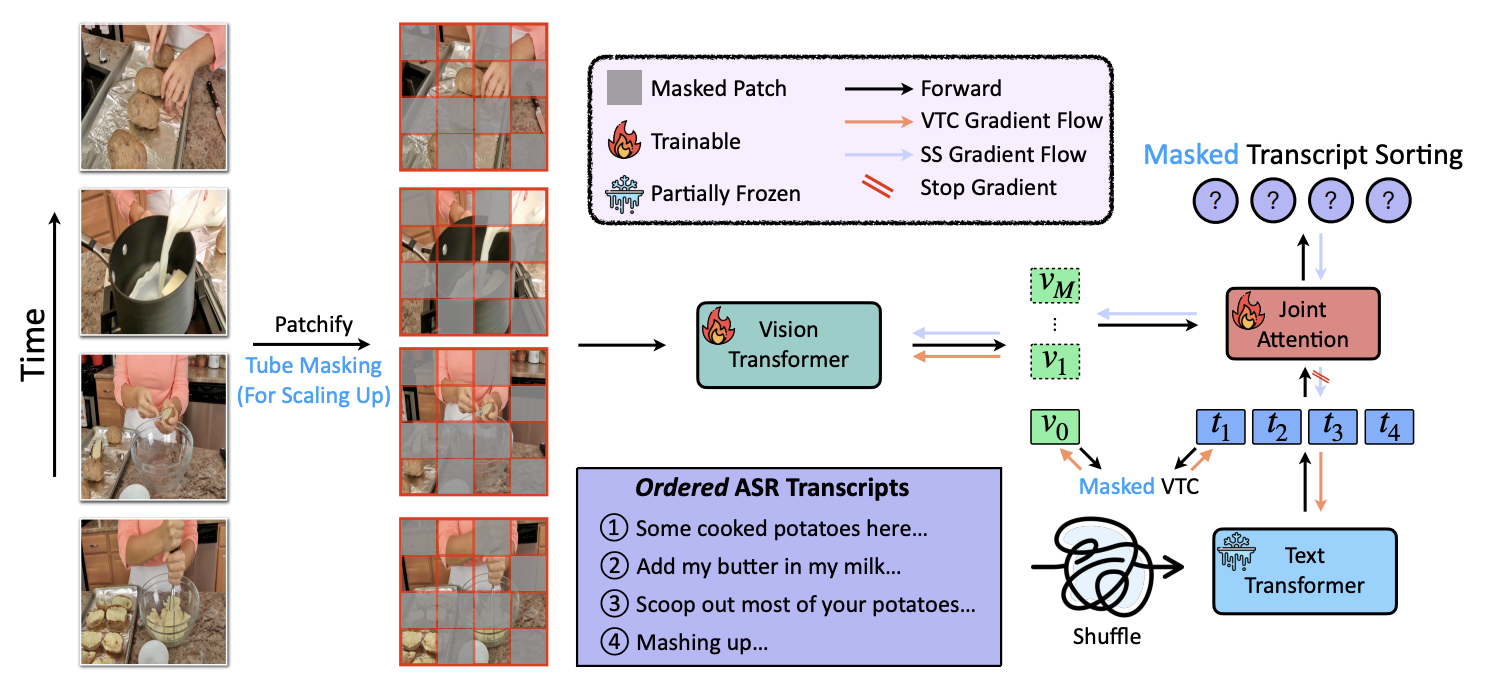 Time
Patchify
Tube Masking
(For Scaling Up)
Masked Patch
Trainable
Partially Frozen
Forward
VTC Gradient Flow
SS Gradient Flow
Stop Gradient
Vision
Transformer
Ordered ASR Transcripts
① Some cooked potatoes here...
② Add my butter in my milk...
③ Scoop out most of your potatoes...
④ Mashing up...
Masked Transcript Sorting
? ? ? ?
Joint
Attention
v_M
⋮
v_1
v_0
t_1 t_2 t_3 t_4
Masked VTC
Shuffle
Text
Transformer